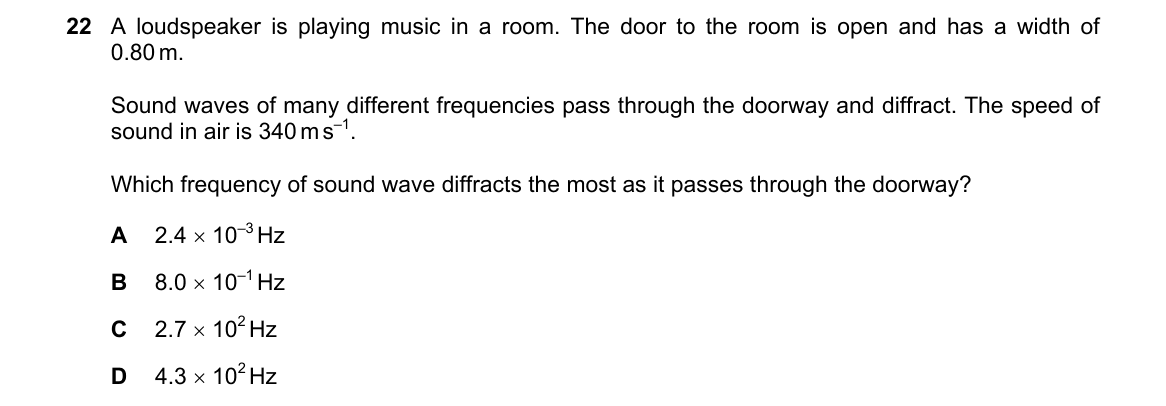 22 A loudspeaker is playing music in a room. The door to the room is open and has a width of
0.80 m.
Sound waves of many different frequencies pass through the doorway and diffract. The speed of
sound in air is 340 m s⁻¹.
Which frequency of sound wave diffracts the most as it passes through the doorway?
A 2.4 × 10⁻³ Hz
B 8.0 × 10⁻¹ Hz
C 2.7 × 10² Hz
D 4.3 × 10² Hz